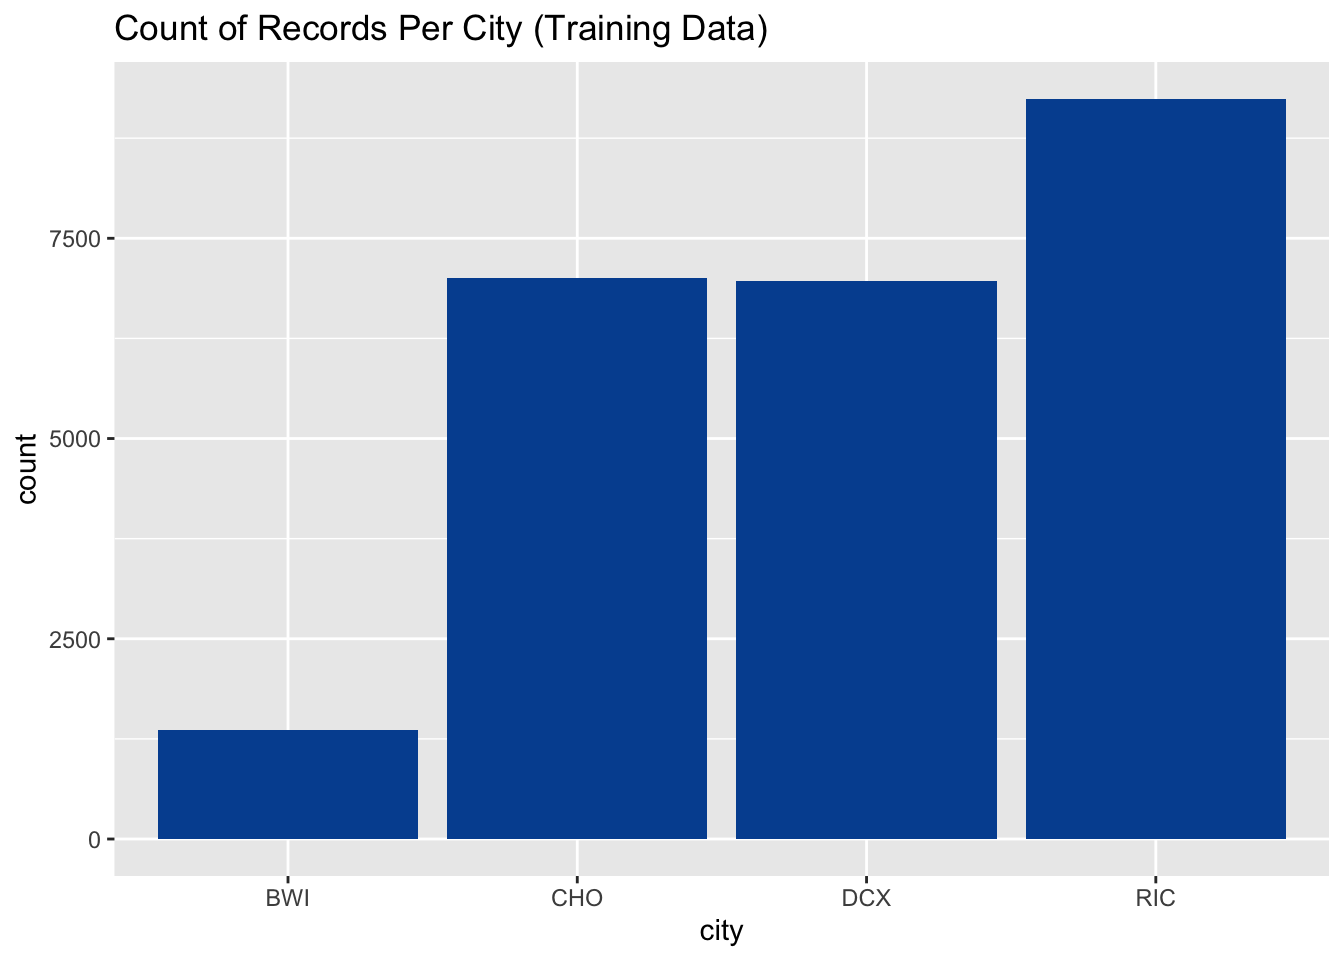 Count of Records Per City (Training Data)
count
7500
5000
2500
0
BWI CHO DCX RIC
city